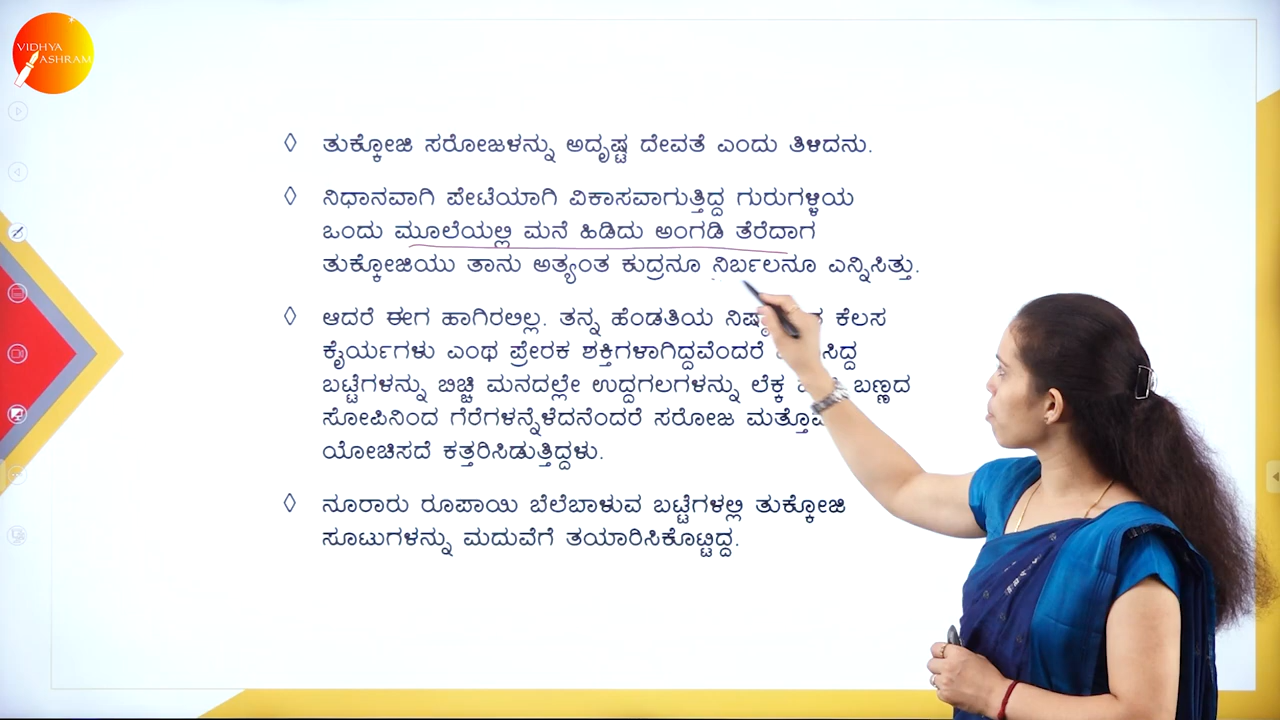 VIDHYA
ASHRAM
◊ ತುಕ್ಕೋಜಿ ಸರೋಜಳನ್ನು ಅದೃಷ್ಟ ದೇವತೆ ಎಂದು ತಿಳಿದನು.
◊ ನಿಧಾನವಾಗಿ ಪೇಟೆಯಾಗಿ ವಿಕಾಸವಾಗುತ್ತಿದ್ದ ಗುರುಗಳ್ಳಿಯ
ಒಂದು ಮೂಲೆಯಲ್ಲಿ ಮನೆ ಹಿಡಿದು ಅಂಗಡಿ ತೆರೆದಾಗ
ತುಕ್ಕೋಜಿಯು ತಾನು ಅತ್ಯಂತ ಕುದ್ರನೂ ನಿರ್ಬಲನೂ ಎನ್ನಿಸಿತ್ತು.
◊ ಆದರೆ ಈಗ ಹಾಗಿರಲಿಲ್ಲ. ತನ್ನ ಹೆಂಡತಿಯ ಕೆಲಸ
ಕೈರ್ಯಗಳು ಎಂಥ ಪ್ರೇರಕ ಶಕ್ತಿಗಳಾಗಿದ್ದವೆಂದರೆ
ಬಟ್ಟೆಗಳನ್ನು ಬಿಚ್ಚಿ ಮನದಲ್ಲೇ ಉದ್ದಗಲಗಳನ್ನು ಲೆಕ್ಕ ಬಣ್ಣದ
ಸೋಪಿನಿಂದ ಗೆರೆಗಳನ್ನೆಳೆದನೆಂದರೆ ಸರೋಜ
ಯೋಚಿಸದೆ ಕತ್ತರಿಸಿಡುತ್ತಿದ್ದಳು.
◊ ನೂರಾರು ರೂಪಾಯಿ ಬೆಲೆಬಾಳುವ ಬಟ್ಟೆಗಳಲ್ಲಿ ತುಕ್ಕೋಜಿ
ಸೂಟುಗಳನ್ನು ಮದುವೆಗೆ ತಯಾರಿಸಿಕೊಟ್ಟಿದ್ದ.